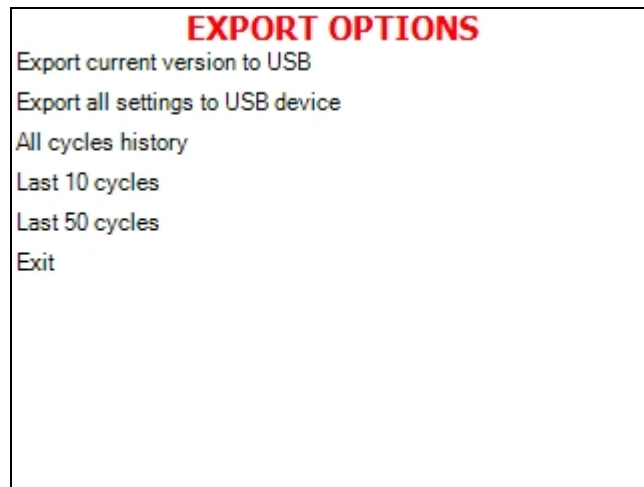 EXPORT OPTIONS
Export current version to USB
Export all settings to USB device
All cycles history
Last 10 cycles
Last 50 cycles
Exit